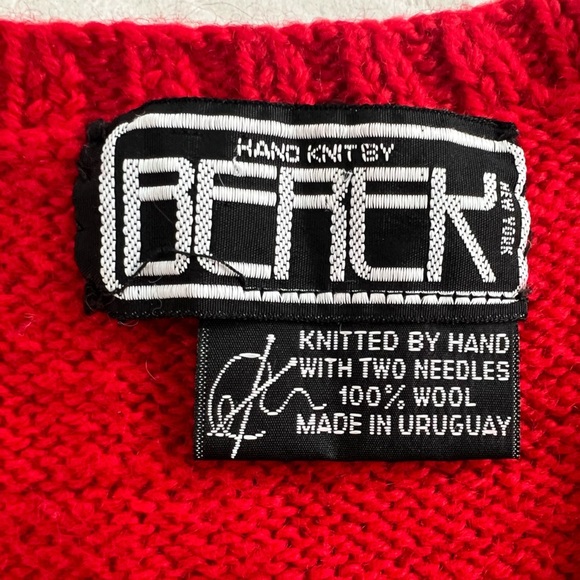 HAND KNIT BY
BEREK
NEW YORK
KNITTED BY HAND
WITH TWO NEEDLES
100% WOOL
MADE IN URUGUAY